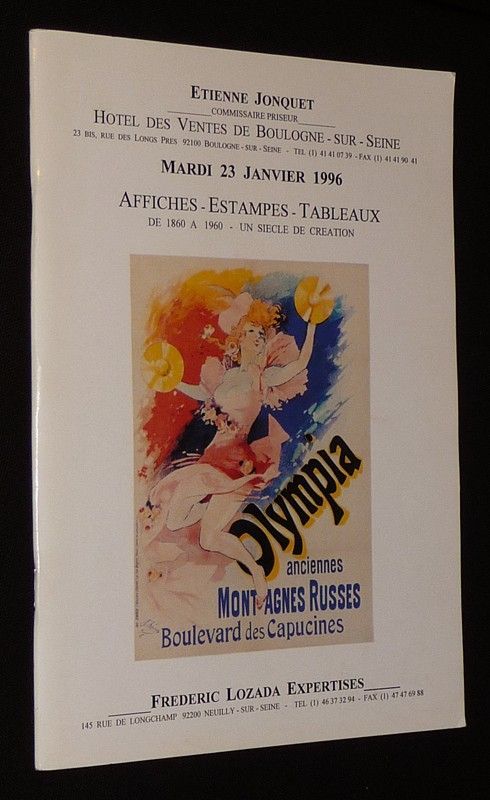 ETIENNE JONQUET
COMMISSAIRE PRISEUR
HOTEL DES VENTES DE BOULOGNE - SUR - SEINE
23 BIS, RUE DES LONGS PRES 92100 BOULOGNE - SUR - SEINE - TEL (1) 41 41 07 39 - FAX (1) 41 41 90 41
MARDI 23 JANVIER 1996
AFFICHES - ESTAMPES - TABLEAUX
DE 1860 A 1960 - UN SIECLE DE CREATION
Olympia
anciennes
MONTAGNES RUSSES
Boulevard des Capucines
FREDERIC LOZADA EXPERTISES
145 RUE DE LONGCHAMP 92200 NEUILLY - SUR - SEINE - TEL (1) 46 37 32 94 - FAX (1) 47 47 69 88